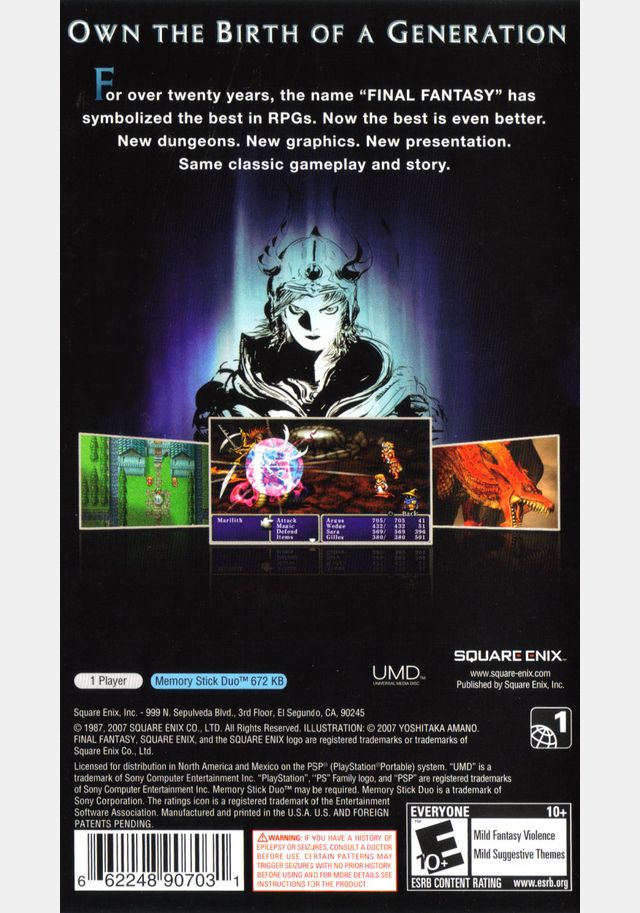 OWN THE BIRTH OF A GENERATION
For over twenty years, the name “FINAL FANTASY” has
symbolized the best in RPGs. Now the best is even better.
New dungeons. New graphics. New presentation.
Same classic gameplay and story.
Back
Marilith
Attack
Magic
Defend
Items
Argus 705/ 705 41
Wedge 432/ 432 51
Sara 569/ 569 396
Gilles 380/ 380 501
1 Player
Memory Stick Duo™ 672 KB
UMD™
UNIVERSAL MEDIA DISC
SQUARE ENIX™
www.square-enix.com
Published by Square Enix, Inc.
Square Enix, Inc. - 999 N. Sepulveda Blvd., 3rd Floor, El Segundo, CA, 90245
© 1987, 2007 SQUARE ENIX CO., LTD. All Rights Reserved. ILLUSTRATION: © 2007 YOSHITAKA AMANO.
FINAL FANTASY, SQUARE ENIX, and the SQUARE ENIX logo are registered trademarks or trademarks of
Square Enix Co., Ltd.
1
Licensed for distribution in North America and Mexico on the PSP® (PlayStation®Portable) system. “UMD” is a
trademark of Sony Computer Entertainment Inc. “PlayStation”, “PS” Family logo, and “PSP” are registered trademarks
of Sony Computer Entertainment Inc. Memory Stick Duo™ may be required. Memory Stick Duo is a trademark of
Sony Corporation. The ratings icon is a registered trademark of the Entertainment
Software Association. Manufactured and printed in the U.S.A. U.S. AND FOREIGN
PATENTS PENDING.
6 62248 90703 1
WARNING: IF YOU HAVE A HISTORY OF
EPILEPSY OR SEIZURES, CONSULT A DOCTOR
BEFORE USE. CERTAIN PATTERNS MAY
TRIGGER SEIZURES WITH NO PRIOR HISTORY.
BEFORE USING AND FOR MORE DETAILS SEE
INSTRUCTIONS FOR THE PRODUCT.
EVERYONE 10+
E 10+
Mild Fantasy Violence
Mild Suggestive Themes
ESRB CONTENT RATING www.esrb.org